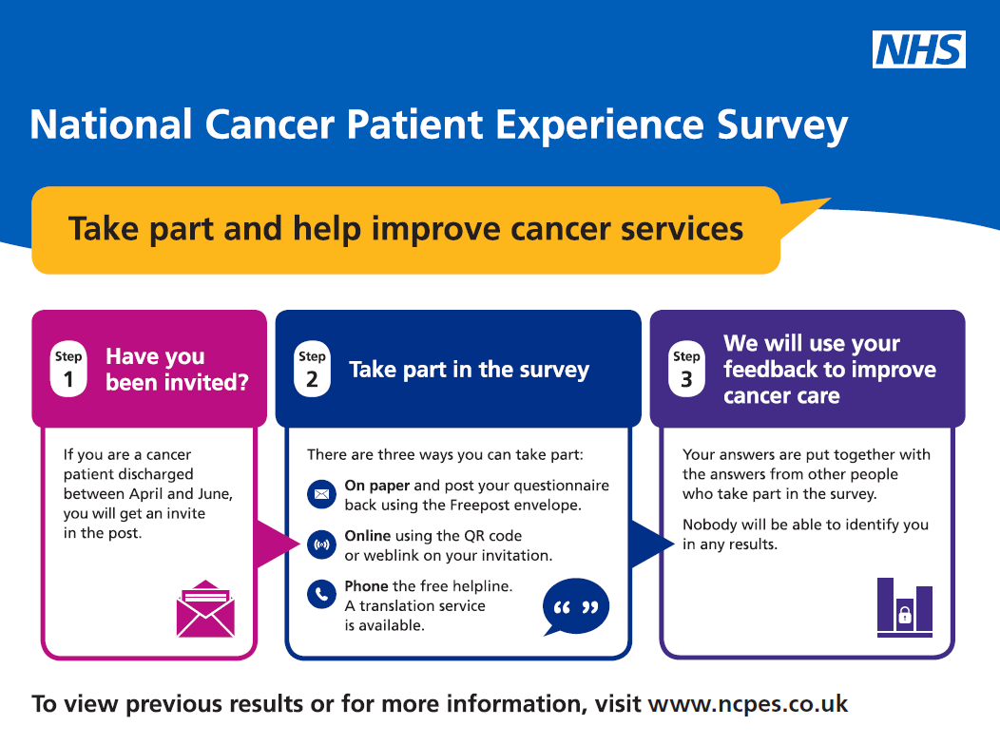 NHS
National Cancer Patient Experience Survey
Take part and help improve cancer services
Step
1
Have you
been invited?
If you are a cancer
patient discharged
between April and June,
you will get an invite
in the post.
Step
2
Take part in the survey
There are three ways you can take part:
On paper and post your questionnaire
back using the Freepost envelope.
Online using the QR code
or weblink on your invitation.
Phone the free helpline.
A translation service
is available.
“ ”
Step
3
We will use your
feedback to improve
cancer care
Your answers are put together with
the answers from other people
who take part in the survey.
Nobody will be able to identify you
in any results.
To view previous results or for more information, visit www.ncpes.co.uk